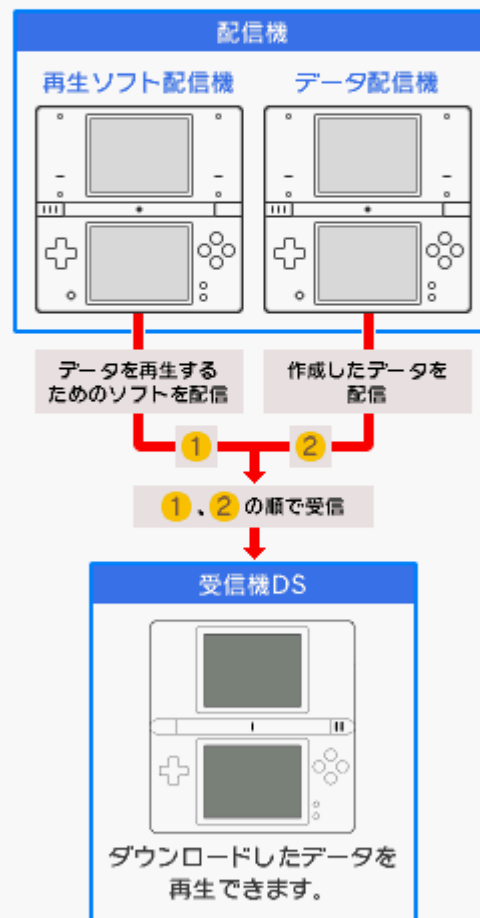 配信機
再生ソフト配信機
データ配信機
データを再生する
ためのソフトを配信
作成したデータを
配信
1
2
1、2の順で受信
受信機DS
ダウンロードしたデータを
再生できます。